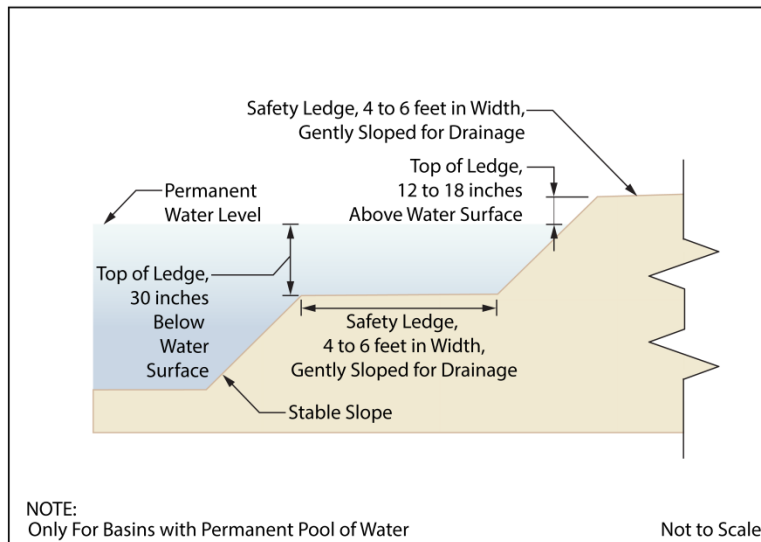 Safety Ledge, 4 to 6 feet in Width,
Gently Sloped for Drainage
Top of Ledge,
12 to 18 inches
Above Water Surface
Permanent
Water Level
Top of Ledge,
30 inches
Below
Water
Surface
Safety Ledge,
4 to 6 feet in Width,
Gently Sloped for Drainage
Stable Slope
NOTE:
Only For Basins with Permanent Pool of Water
Not to Scale